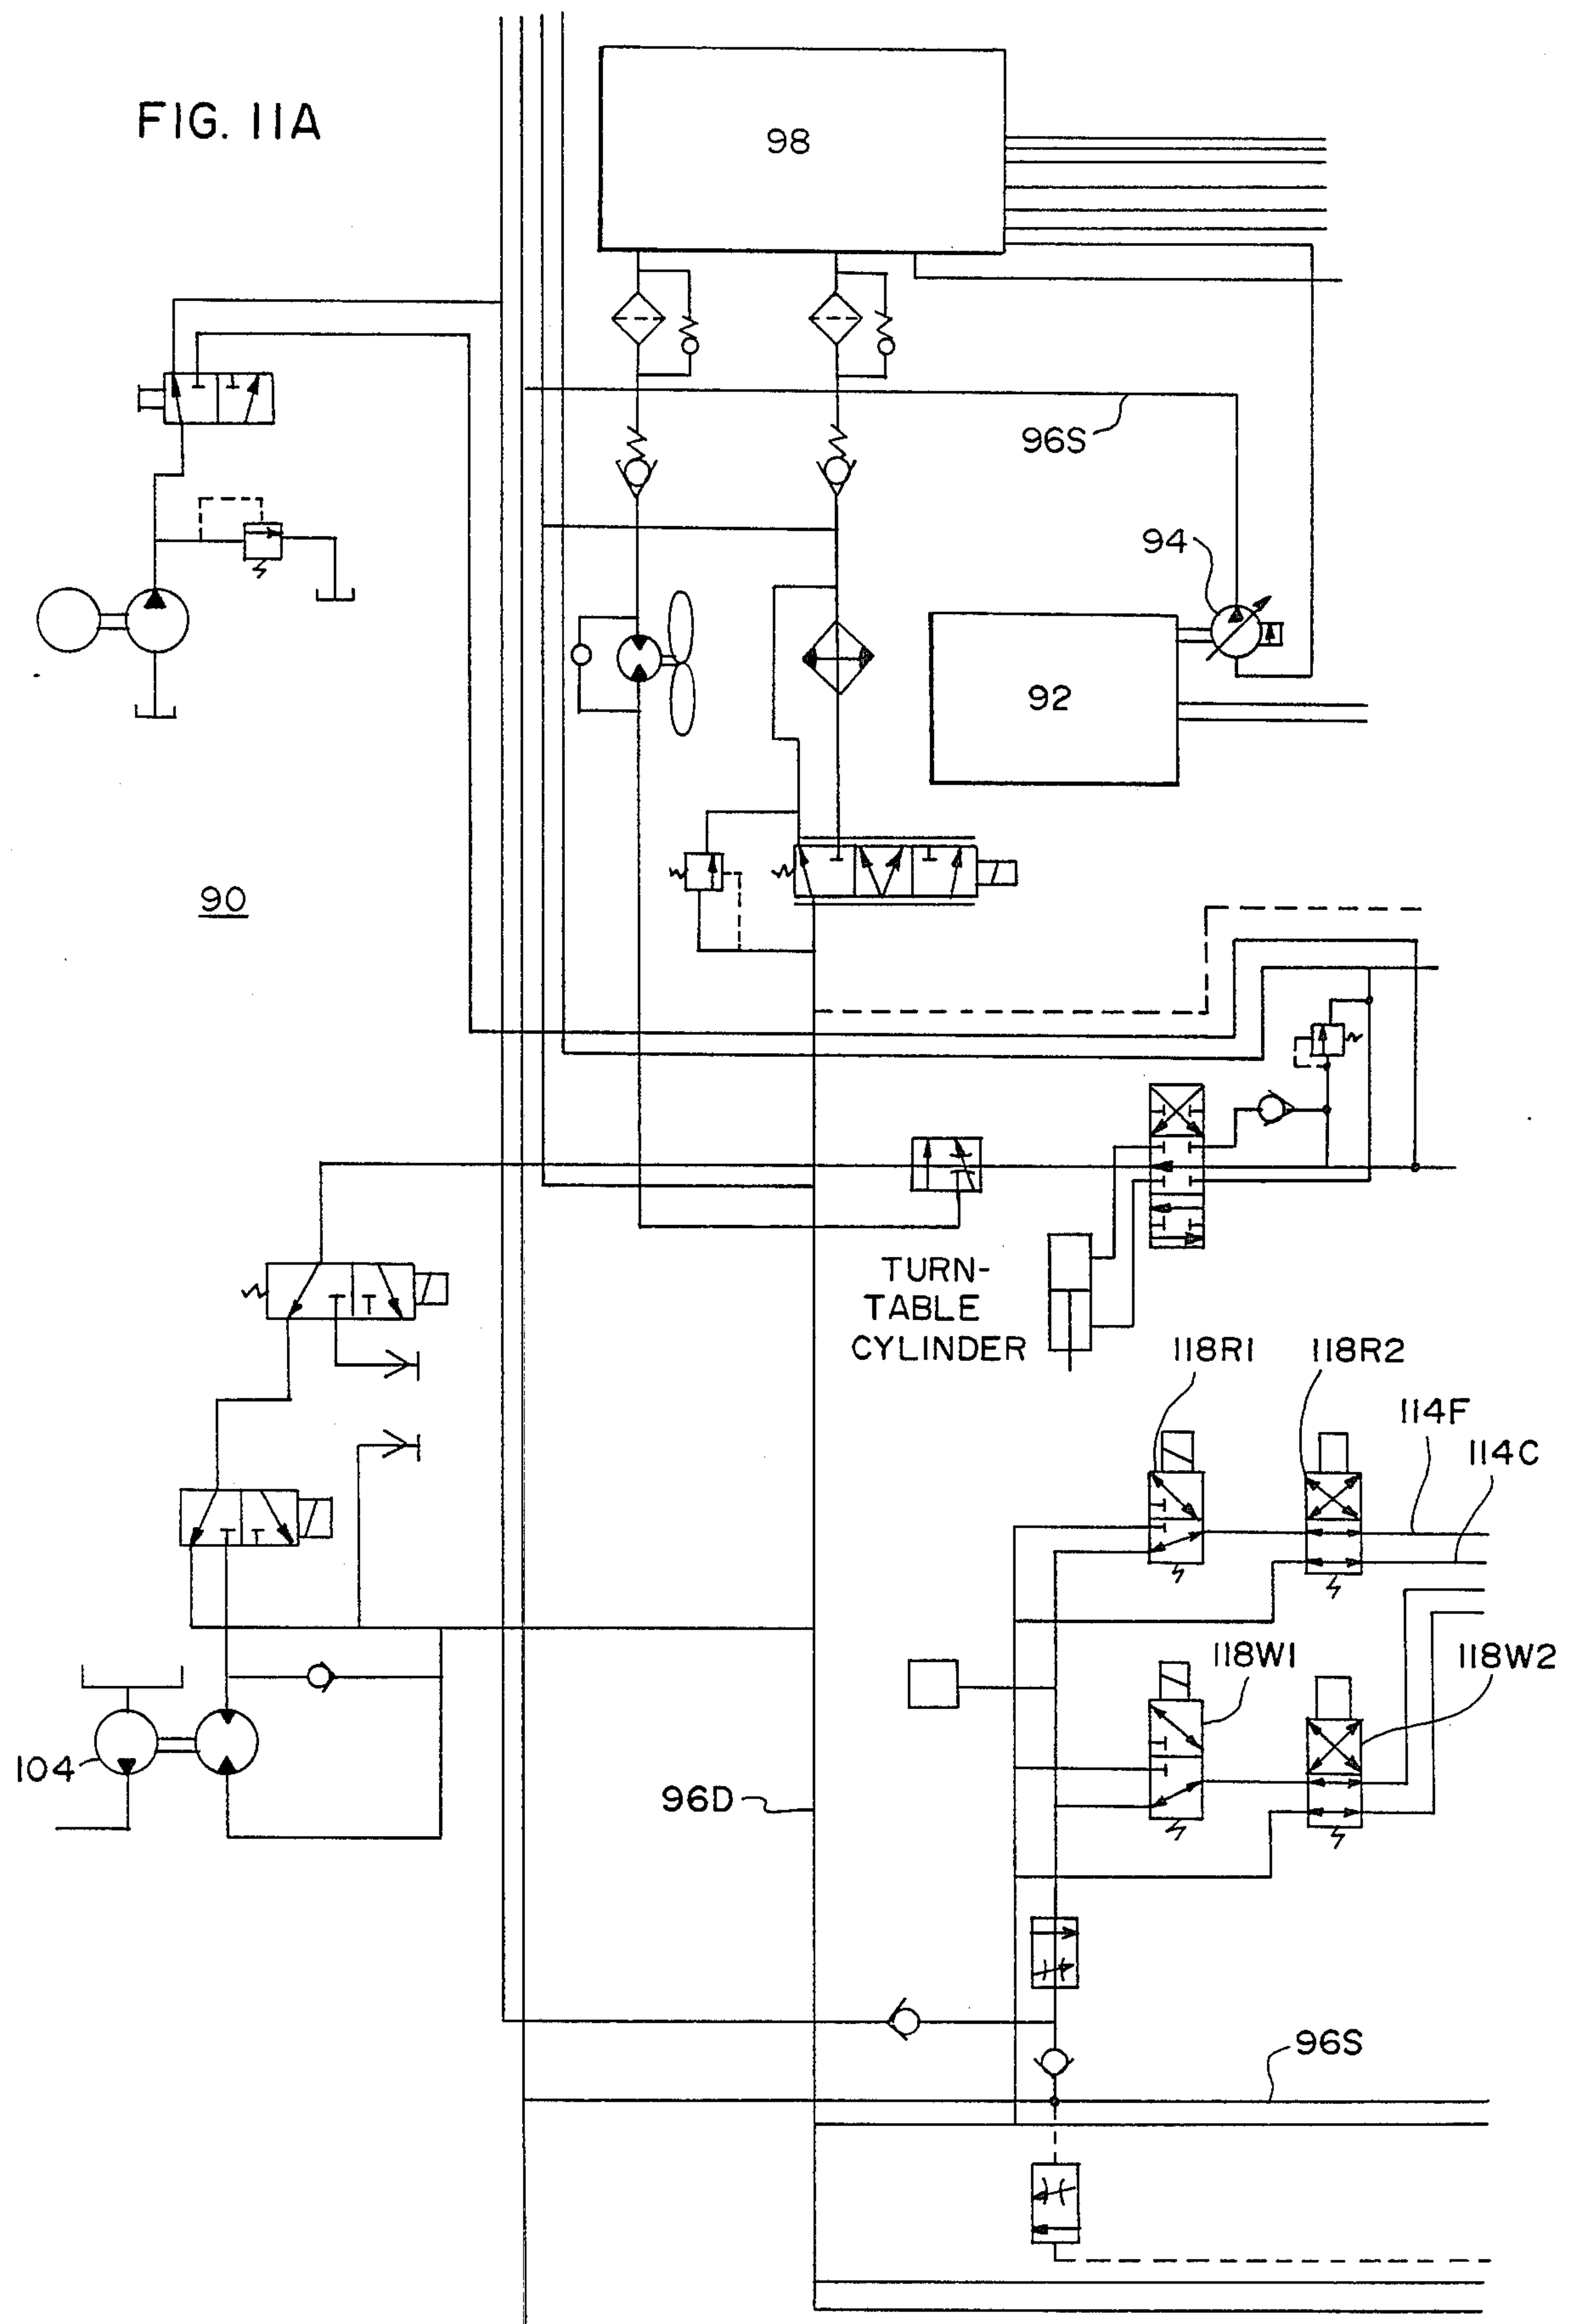 FIG. 11A
98
96S
94
92
90
TURN-
TABLE
CYLINDER
118R1
118R2
114F
114C
118W1
118W2
104
96D
96S